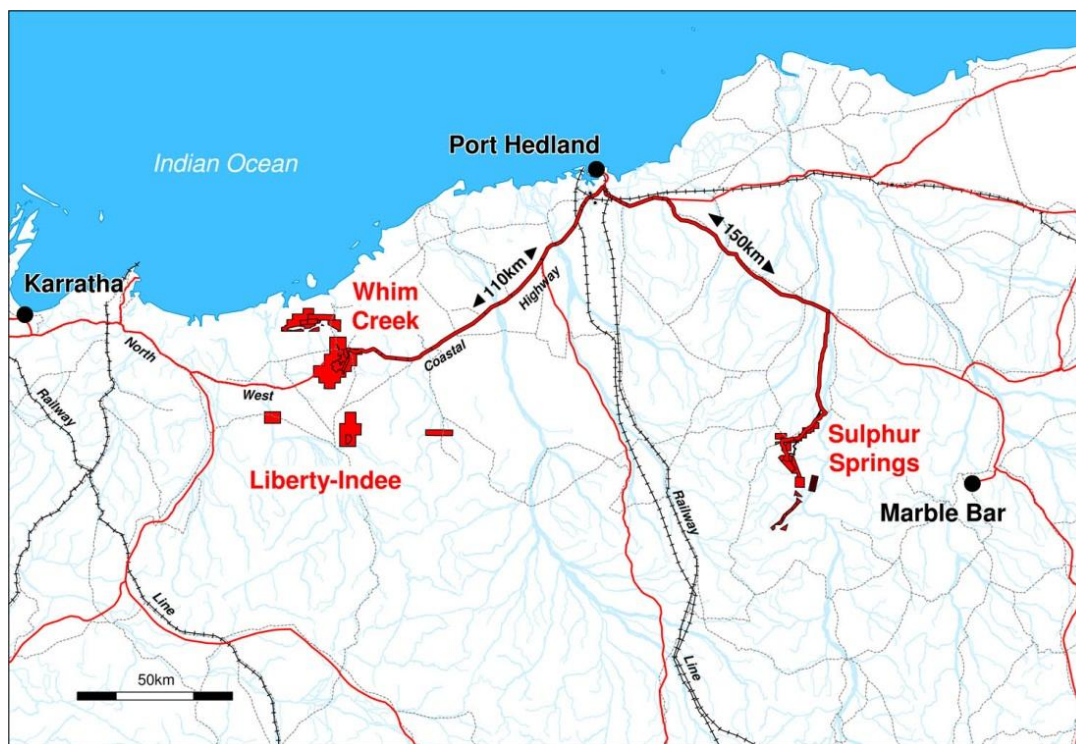 Port Hedland
Indian Ocean
150km
110km
Karratha
Highway
Whim
Creek
North
Coastal
West
Railway
Sulphur
Springs
Liberty-Indee
Railway
Marble Bar
Line
Line
50km